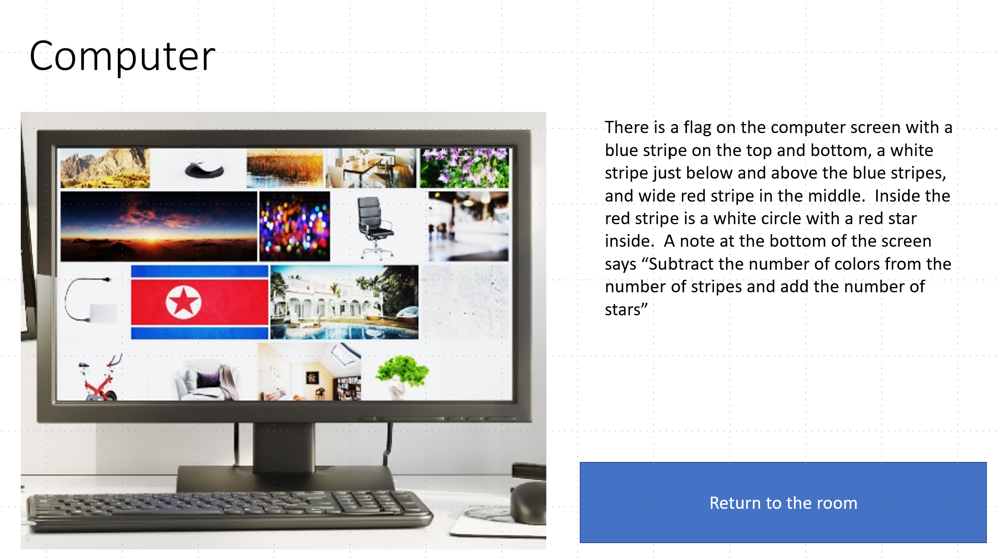 Computer
There is a flag on the computer screen with a
blue stripe on the top and bottom, a white
stripe just below and above the blue stripes,
and wide red stripe in the middle.  Inside the
red stripe is a white circle with a red star
inside.  A note at the bottom of the screen
says “Subtract the number of colors from the
number of stripes and add the number of
stars”
Return to the room